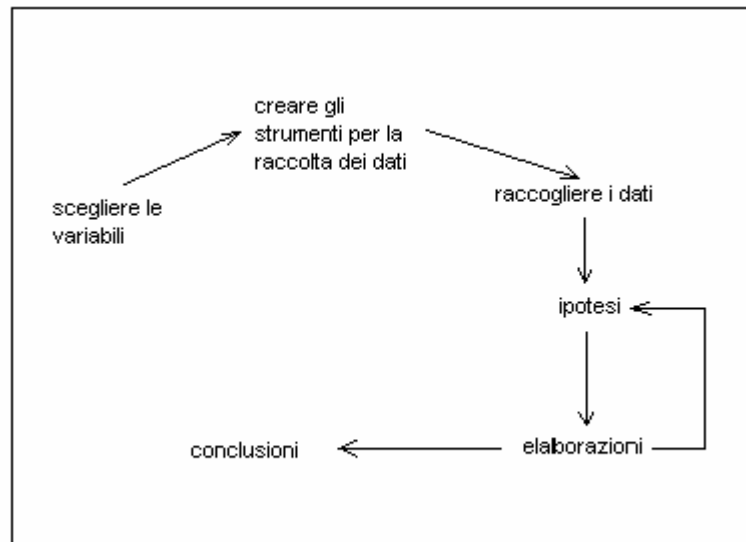 scegliere le
variabili
creare gli
strumenti per la
raccolta dei dati
raccogliere i dati
ipotesi
elaborazioni
conclusioni